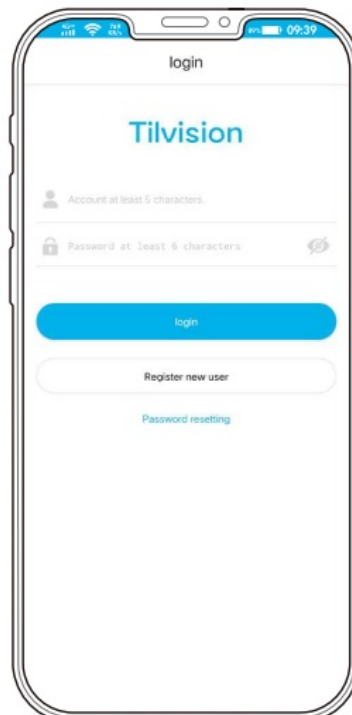 09:39
login
Tilvision
Account at least 5 characters.
Password at least 6 characters
login
Register new user
Password resetting